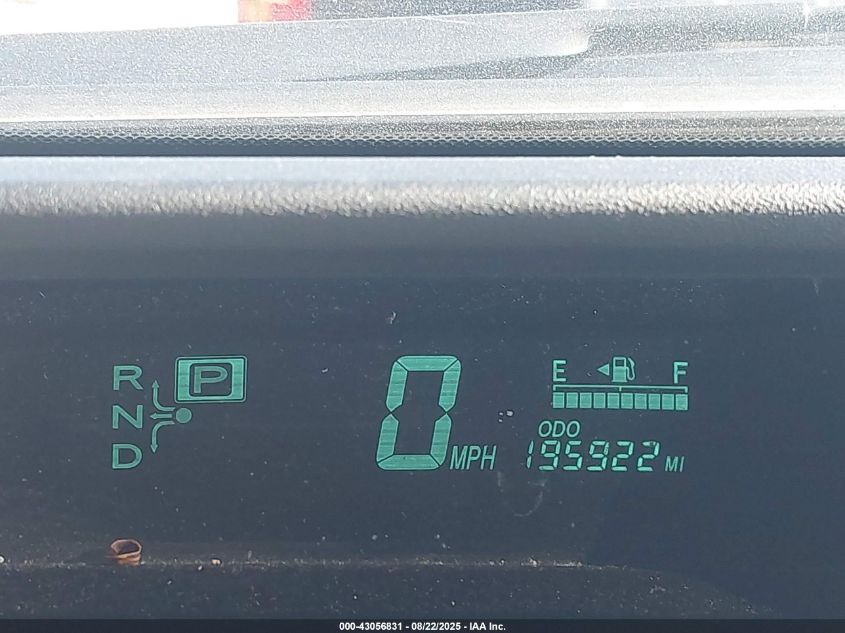 R P
N
D
0 MPH
E F
ODO
195922 MI
000-43056831 - 08/22/2025 - IAA Inc.